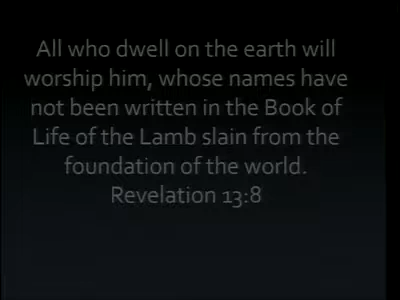 All who dwell on the earth will
worship him, whose names have
not been written in the Book of
Life of the Lamb slain from the
foundation of the world.
Revelation 13:8